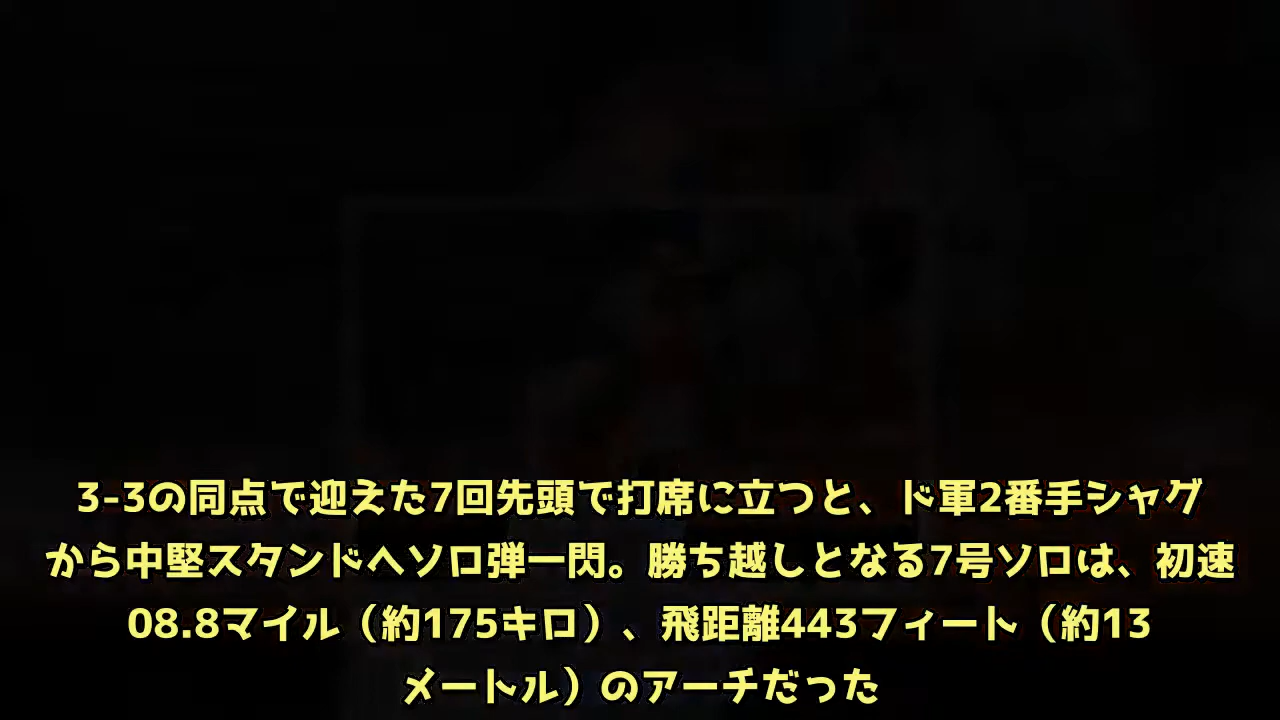 3-3の同点で迎えた7回先頭で打席に立つと、ド軍2番手シャグ
から中堅スタンドへソロ弾一閃。勝ち越しとなる7号ソロは、初速
08.8マイル（約175キロ）、飛距離443フィート（約13
メートル）のアーチだった